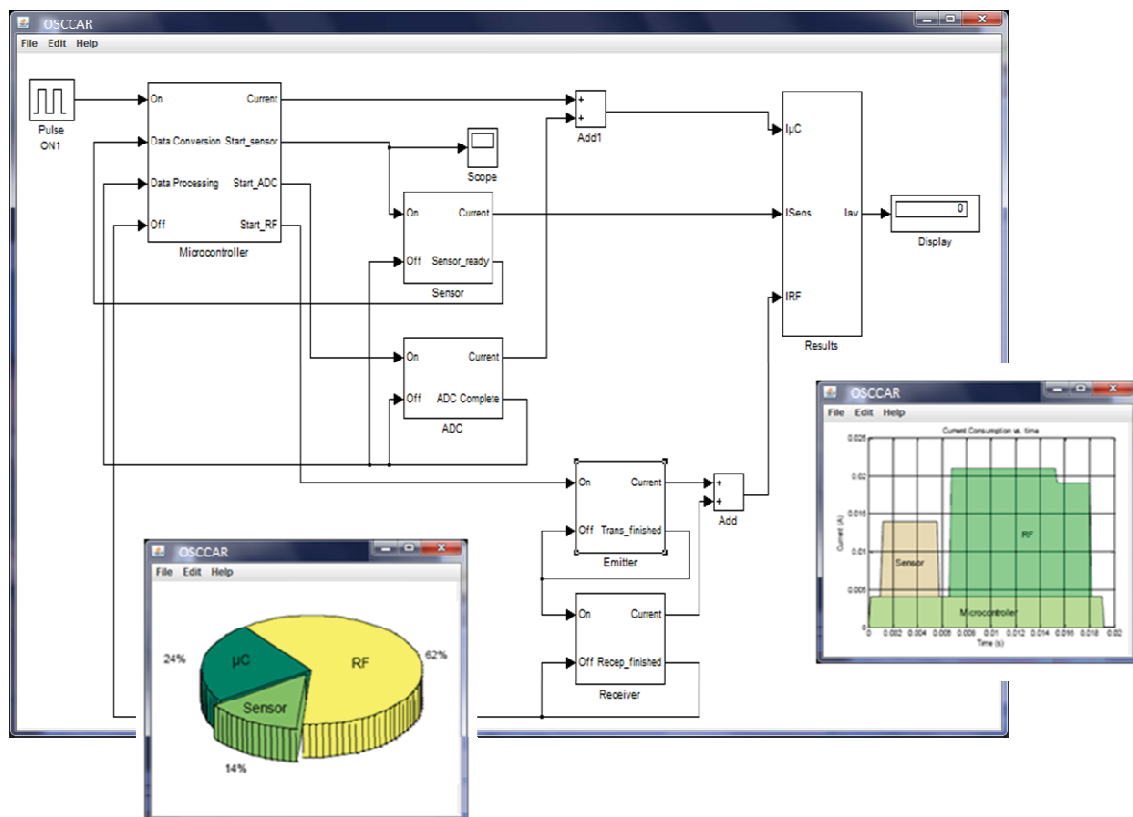 OSCCAR
File Edit Help
Pulse
ON1
On
Data Conversion
Data Processing
Off
Current
Start_sensor
Start_ADC
Start_RF
Microcontroller
Scope
On
Off
Current
Sensor_ready
Sensor
On
Off
Current
ADC Complete
ADC
+
+
Add1
IµC
ISens
IRF
Iav
Results
0
Display
On
Off
Current
Trans_finished
Emitter
+
+
Add
On
Off
Current
Recep_finished
Receiver
OSCCAR
File Edit Help
24%
µC
RF
62%
Sensor
14%
OSCCAR
File Edit Help
Current Consumption vs. time
Current (A)
0.025
0.02
0.015
0.01
0.005
0
Sensor
RF
Microcontroller
0 0.002 0.004 0.006 0.008 0.01 0.012 0.014 0.016 0.018 0.02
Time (s)